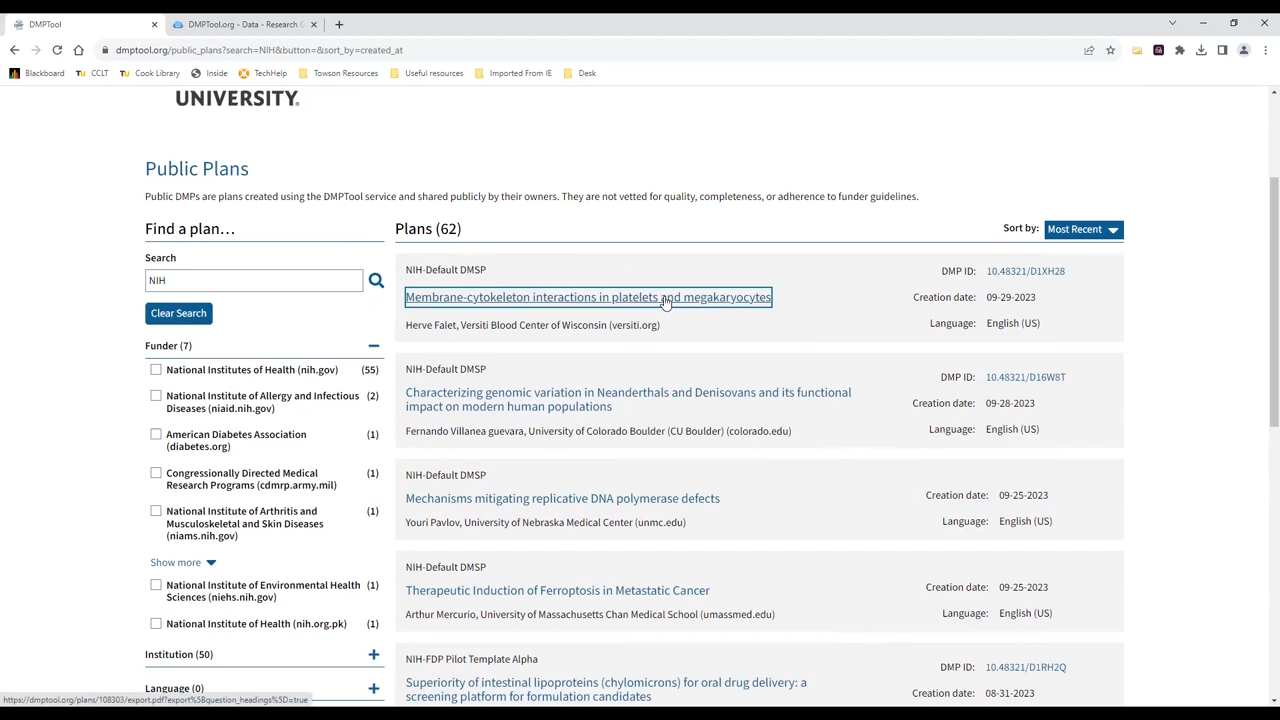 DMPTool
DMPTool.org - Data - Research G
dmptool.org/public_plans?search=NIH&button=&sort_by=created_at
Blackboard
CCLT
Cook Library
Inside
TechHelp
Towson Resources
Useful resources
Imported From IE
Desk
UNIVERSITY®
Public Plans
Public DMPs are plans created using the DMPTool service and shared publicly by their owners. They are not vetted for quality, completeness, or adherence to funder guidelines.
Find a plan…
Search
NIH
Clear Search
Funder (7)
National Institutes of Health (nih.gov) (55)
National Institute of Allergy and Infectious (2)
Diseases (niaid.nih.gov)
American Diabetes Association (1)
(diabetes.org)
Congressionally Directed Medical (1)
Research Programs (cdmrp.army.mil)
National Institute of Arthritis and (1)
Musculoskeletal and Skin Diseases
(niams.nih.gov)
Show more
National Institute of Environmental Health (1)
Sciences (niehs.nih.gov)
National Institute of Health (nih.org.pk) (1)
Institution (50)
Language (0)
Plans (62)
Sort by: Most Recent
NIH-Default DMSP
Membrane-cytokeleton interactions in platelets and megakaryocytes
Herve Falet, Versiti Blood Center of Wisconsin (versiti.org)
DMP ID: 10.48321/D1XH28
Creation date: 09-29-2023
Language: English (US)
NIH-Default DMSP
Characterizing genomic variation in Neanderthals and Denisovans and its functional
impact on modern human populations
Fernando Villanea guevara, University of Colorado Boulder (CU Boulder) (colorado.edu)
DMP ID: 10.48321/D16W8T
Creation date: 09-28-2023
Language: English (US)
NIH-Default DMSP
Mechanisms mitigating replicative DNA polymerase defects
Youri Pavlov, University of Nebraska Medical Center (unmc.edu)
Creation date: 09-25-2023
Language: English (US)
NIH-Default DMSP
Therapeutic Induction of Ferroptosis in Metastatic Cancer
Arthur Mercurio, University of Massachusetts Chan Medical School (umassmed.edu)
Creation date: 09-25-2023
Language: English (US)
NIH-FDP Pilot Template Alpha
Superiority of intestinal lipoproteins (chylomicrons) for oral drug delivery: a
screening platform for formulation candidates
DMP ID: 10.48321/D1RH2Q
Creation date: 08-31-2023
https://dmptool.org/plans/108303/export.pdf?export%5Bquestion_headings%5D=true